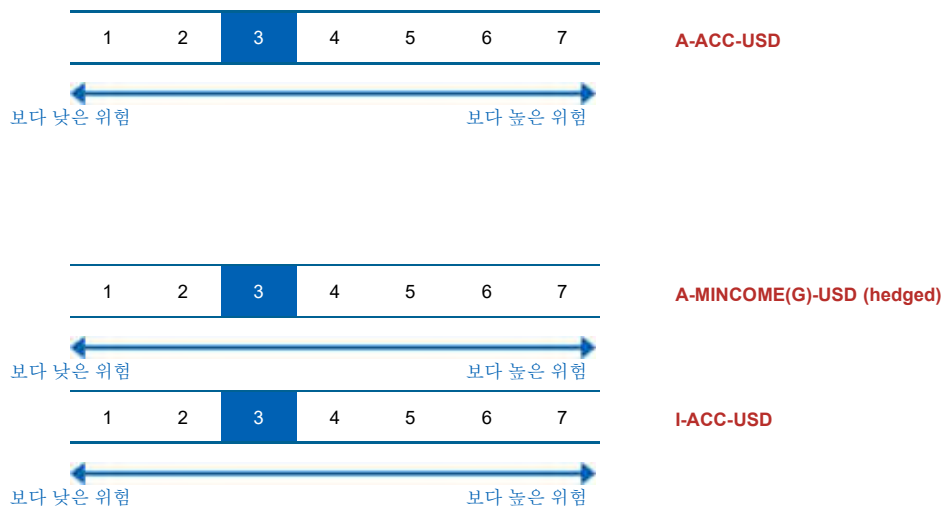 1 2 3 4 5 6 7 A-ACC-USD
보다 낮은 위험 보다 높은 위험
1 2 3 4 5 6 7 A-MINCOME(G)-USD (hedged)
보다 낮은 위험 보다 높은 위험
1 2 3 4 5 6 7 I-ACC-USD
보다 낮은 위험 보다 높은 위험